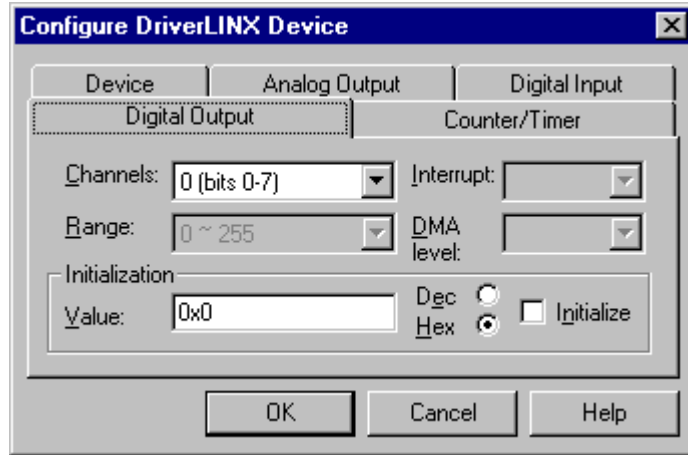 Configure DriverLINX Device
Device Analog Output Digital Input
Digital Output Counter/Timer
Channels: 0 (bits 0-7) Interrupt:
Range: 0 ~ 255 DMA level:
Initialization
Value: 0x0 Dec Hex Initialize
OK Cancel Help